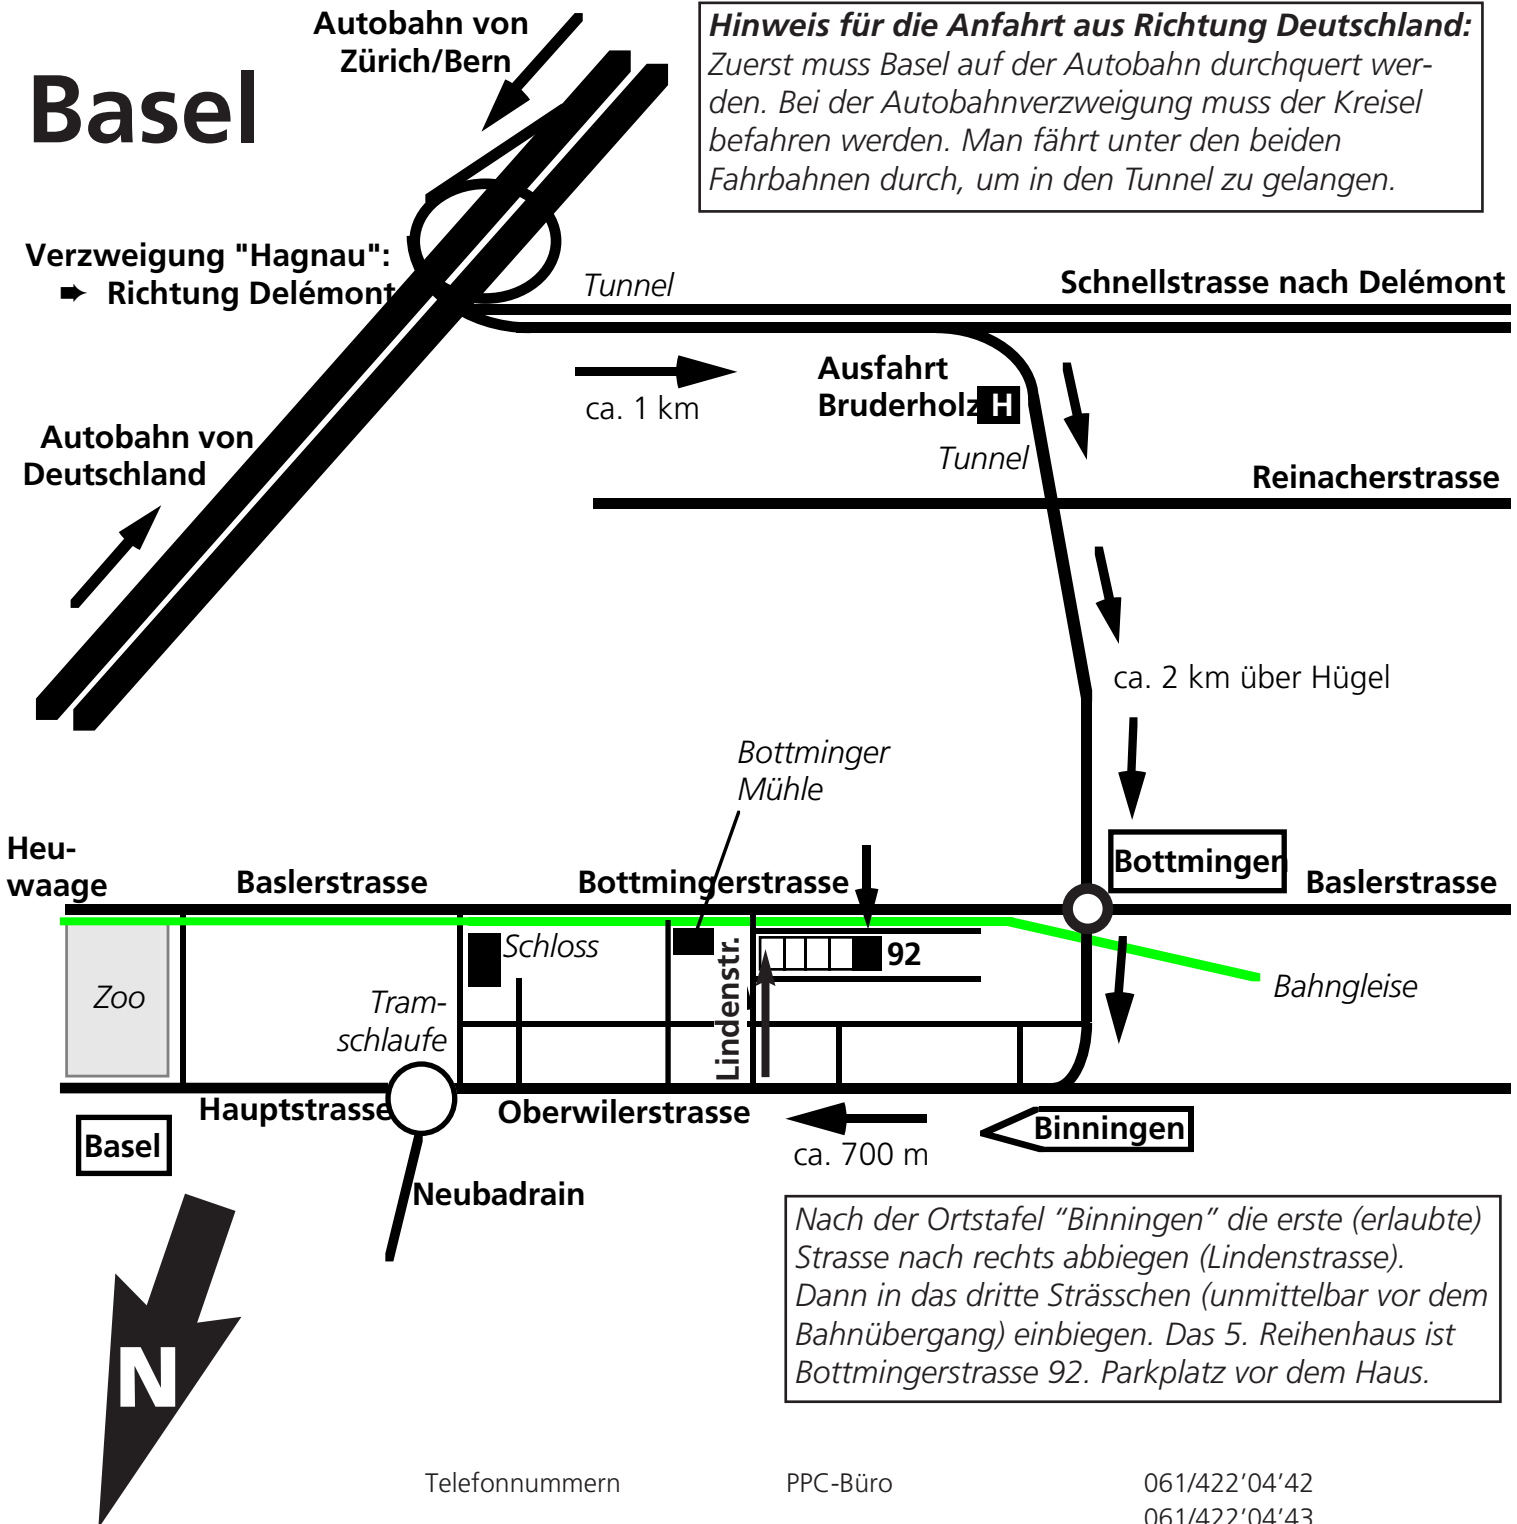 Autobahn von
Zürich/Bern
Hinweis für die Anfahrt aus Richtung Deutschland:
Zuerst muss Basel auf der Autobahn durchquert wer-
den. Bei der Autobahnverzweigung muss der Kreisel
befahren werden. Man fährt unter den beiden
Fahrbahnen durch, um in den Tunnel zu gelangen.
Basel
Verzweigung "Hagnau":
➨ Richtung Delémont
Tunnel
Schnellstrasse nach Delémont
ca. 1 km
Ausfahrt
Bruderholz H
Tunnel
Autobahn von
Deutschland
Reinacherstrasse
ca. 2 km über Hügel
Bottminger
Mühle
Heu-
waage
Baslerstrasse
Bottmingerstrasse
Bottmingen
Baslerstrasse
Schloss
92
Lindenstr.
Zoo
Bahngleise
Tram-
schlaufe
Hauptstrasse
Oberwilerstrasse
Binningen
ca. 700 m
Basel
Neubadrain
Nach der Ortstafel “Binningen” die erste (erlaubte)
Strasse nach rechts abbiegen (Lindenstrasse).
Dann in das dritte Strässchen (unmittelbar vor dem
Bahnübergang) einbiegen. Das 5. Reihenhaus ist
Bottmingerstrasse 92. Parkplatz vor dem Haus.
N
Telefonnummern PPC-Büro 061/422’04’42
061/422’04’43